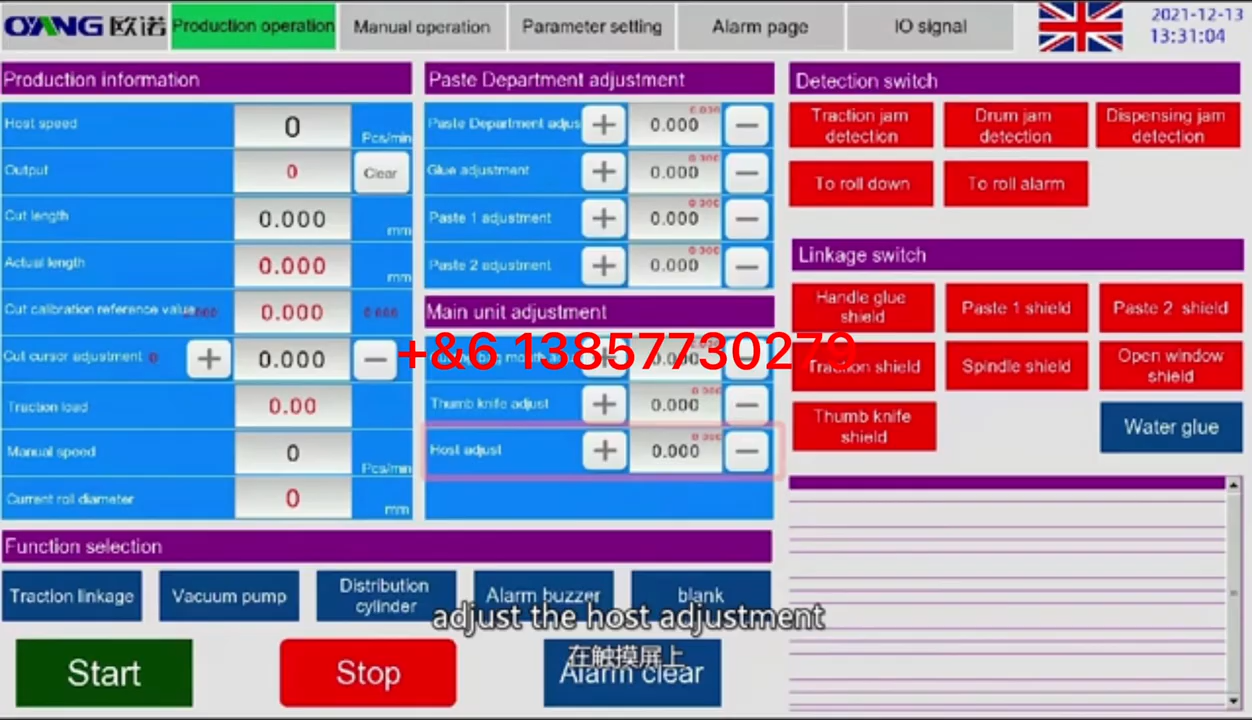 OYANG 欧诺
Production operation
Manual operation
Parameter setting
Alarm page
IO signal
2021-12-13
13:31:04
Production information
Host speed
0
Pcs/min
Output
0
Clear
Cut length
0.000
mm
Actual length
0.000
mm
Cut calibration reference value
0.000
Cut cursor adjustment 0
+
0.000
—
Traction load
0.00
Manual speed
0
Pcs/min
Current roll diameter
0
mm
Paste Department adjustment
Paste Department adjus
+
0.000
—
Glue adjustment
+
0.000
—
Paste 1 adjustment
+
0.000
—
Paste 2 adjustment
+
0.000
—
Main unit adjustment
+&6 13857730279
Thumb knife adjust
+
0.000
—
Host adjust
+
0.000
—
Detection switch
Traction jam
detection
Drum jam
detection
Dispensing jam
detection
To roll down
To roll alarm
Linkage switch
Handle glue
shield
Paste 1 shield
Paste 2 shield
Traction shield
Spindle shield
Open window
shield
Thumb knife
shield
Water glue
Function selection
Traction linkage
Vacuum pump
Distribution
cylinder
Alarm buzzer
blank
adjust the host adjustment
在触摸屏上
Start
Stop
Alarm clear